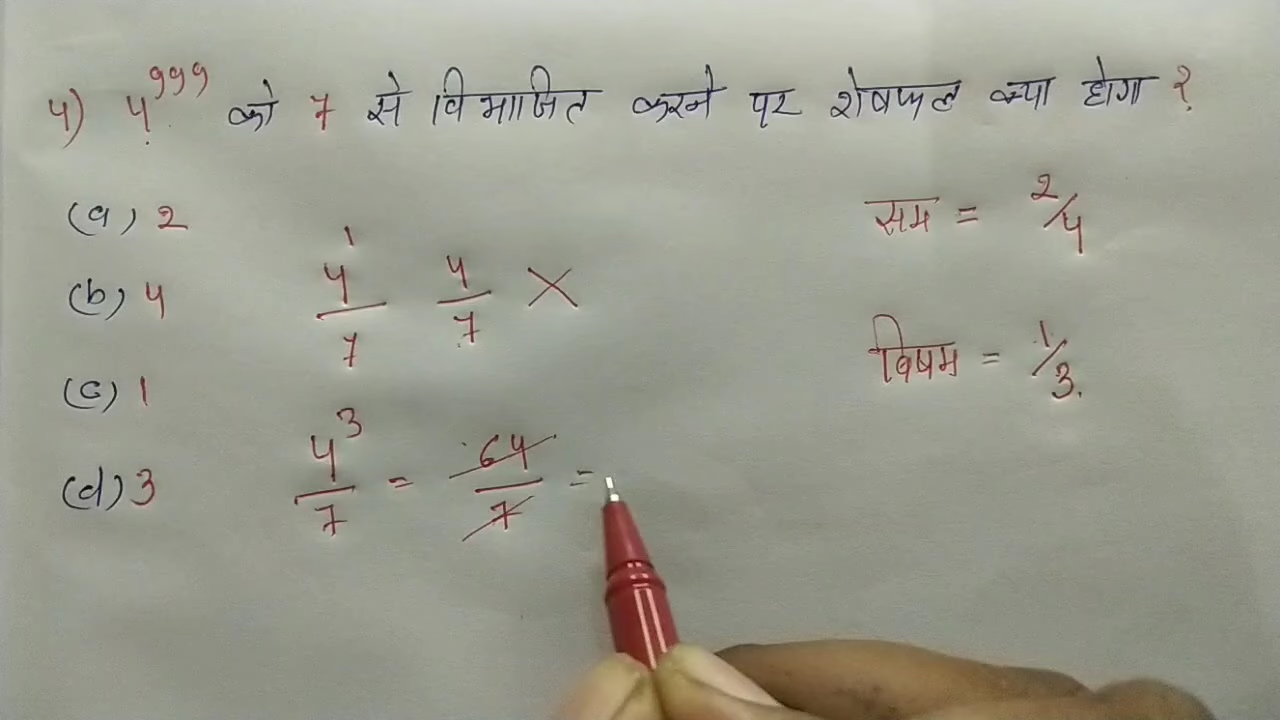 4) 4^999 को 7 से विभाजित करने पर शेषफल क्या होगा ?
(a) 2
(b) 4
(c) 1
(d) 3
4^1/7 4/7 ×
4^3/7 = 64/7 =
सम = 2/4
विषम = 1/3.